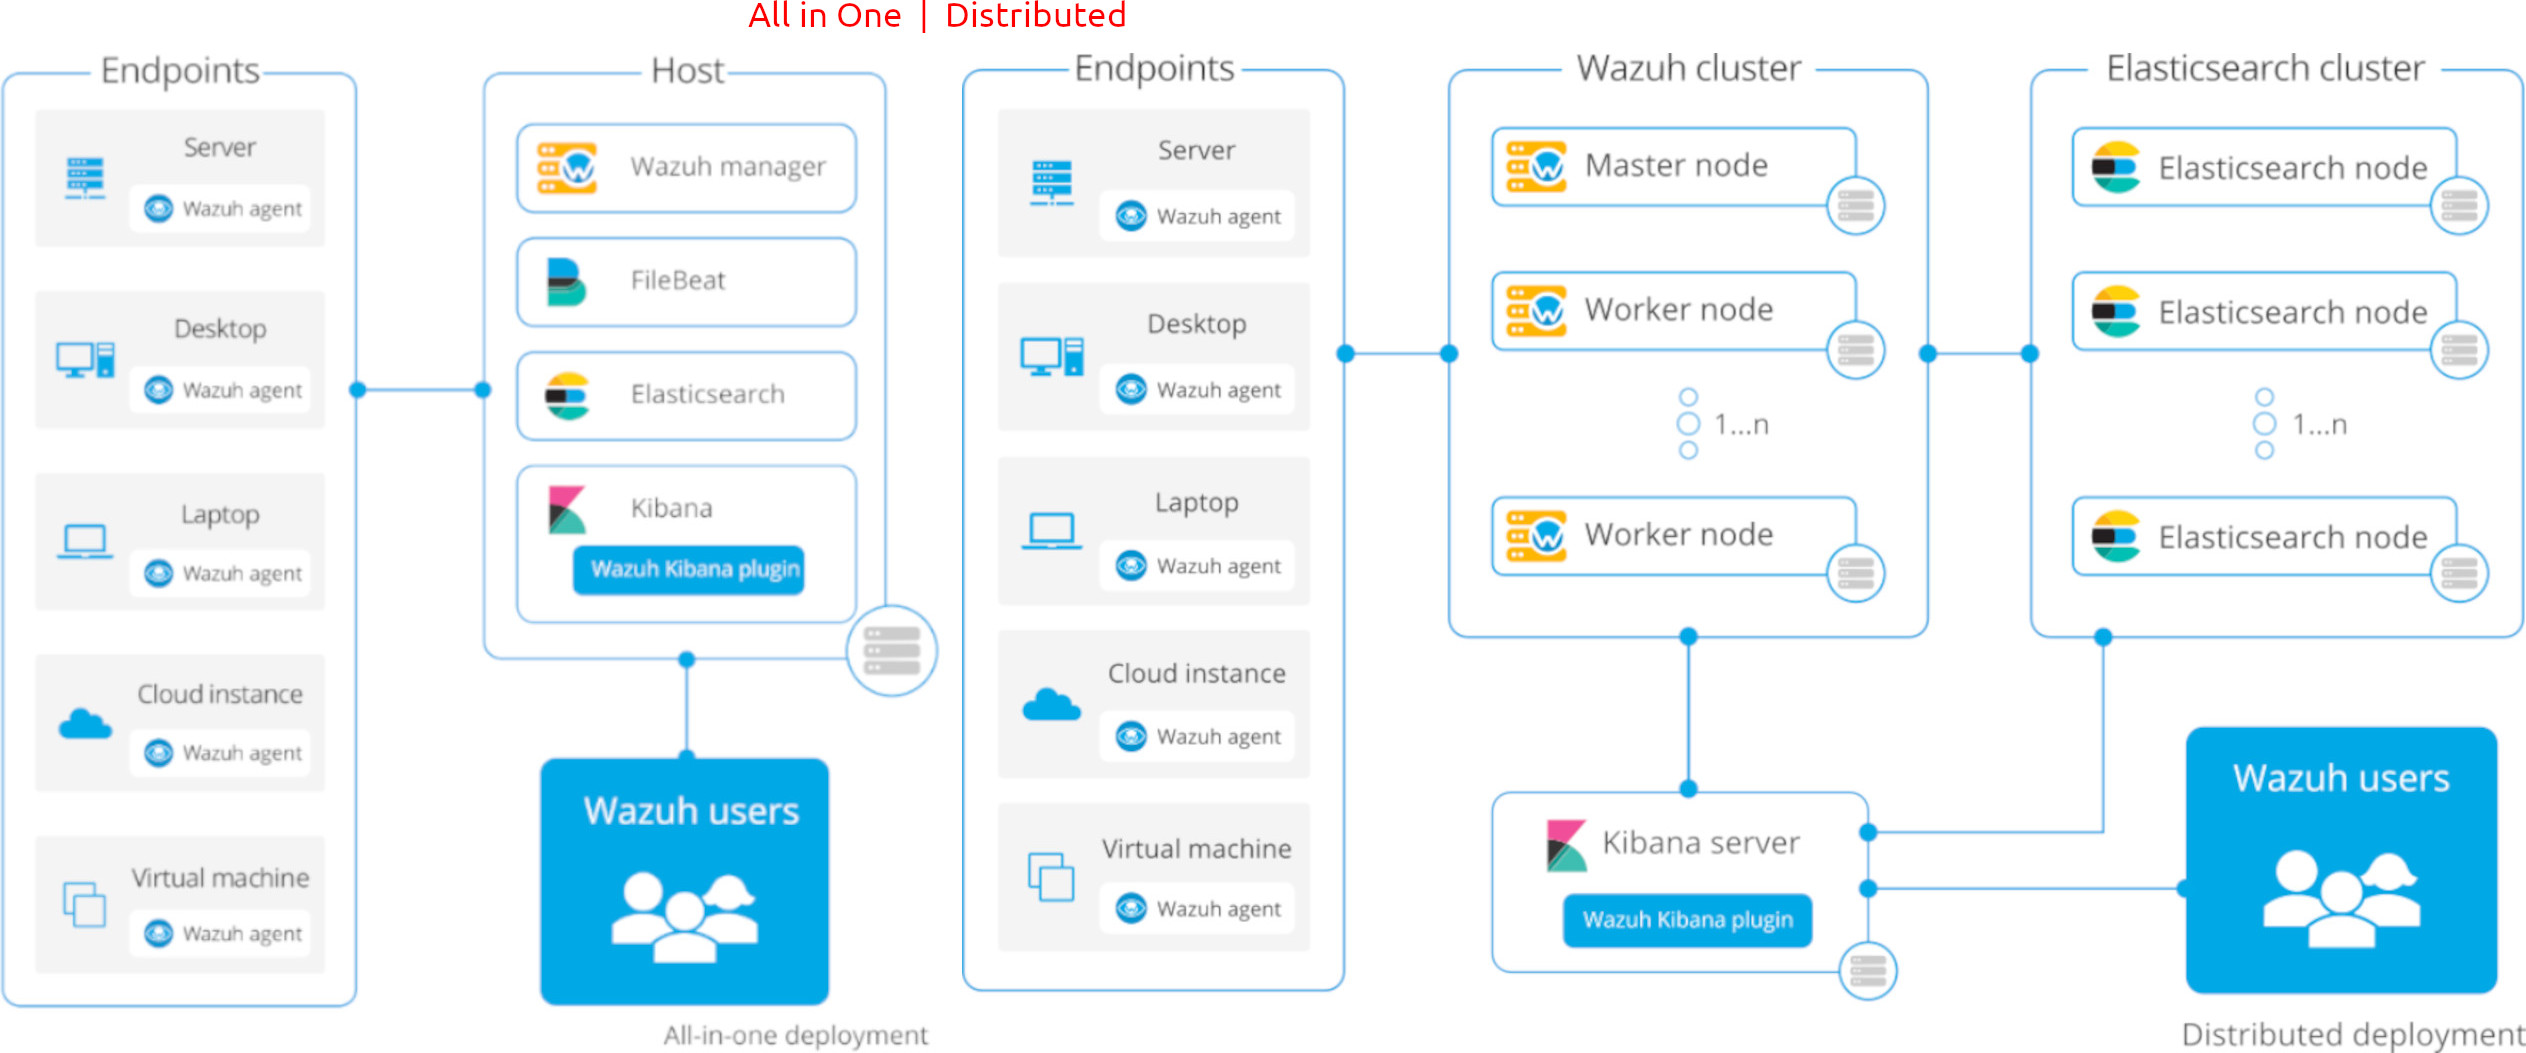 All in One | Distributed
Endpoints
Server
Wazuh agent
Desktop
Wazuh agent
Laptop
Wazuh agent
Cloud instance
Wazuh agent
Virtual machine
Wazuh agent
Host
Wazuh manager
FileBeat
Elasticsearch
Kibana
Wazuh Kibana plugin
Wazuh users
All-in-one deployment
Endpoints
Server
Wazuh agent
Desktop
Wazuh agent
Laptop
Wazuh agent
Cloud instance
Wazuh agent
Virtual machine
Wazuh agent
Wazuh cluster
Master node
Worker node
1...n
Worker node
Elasticsearch cluster
Elasticsearch node
Elasticsearch node
1...n
Elasticsearch node
Kibana server
Wazuh Kibana plugin
Wazuh users
Distributed deployment